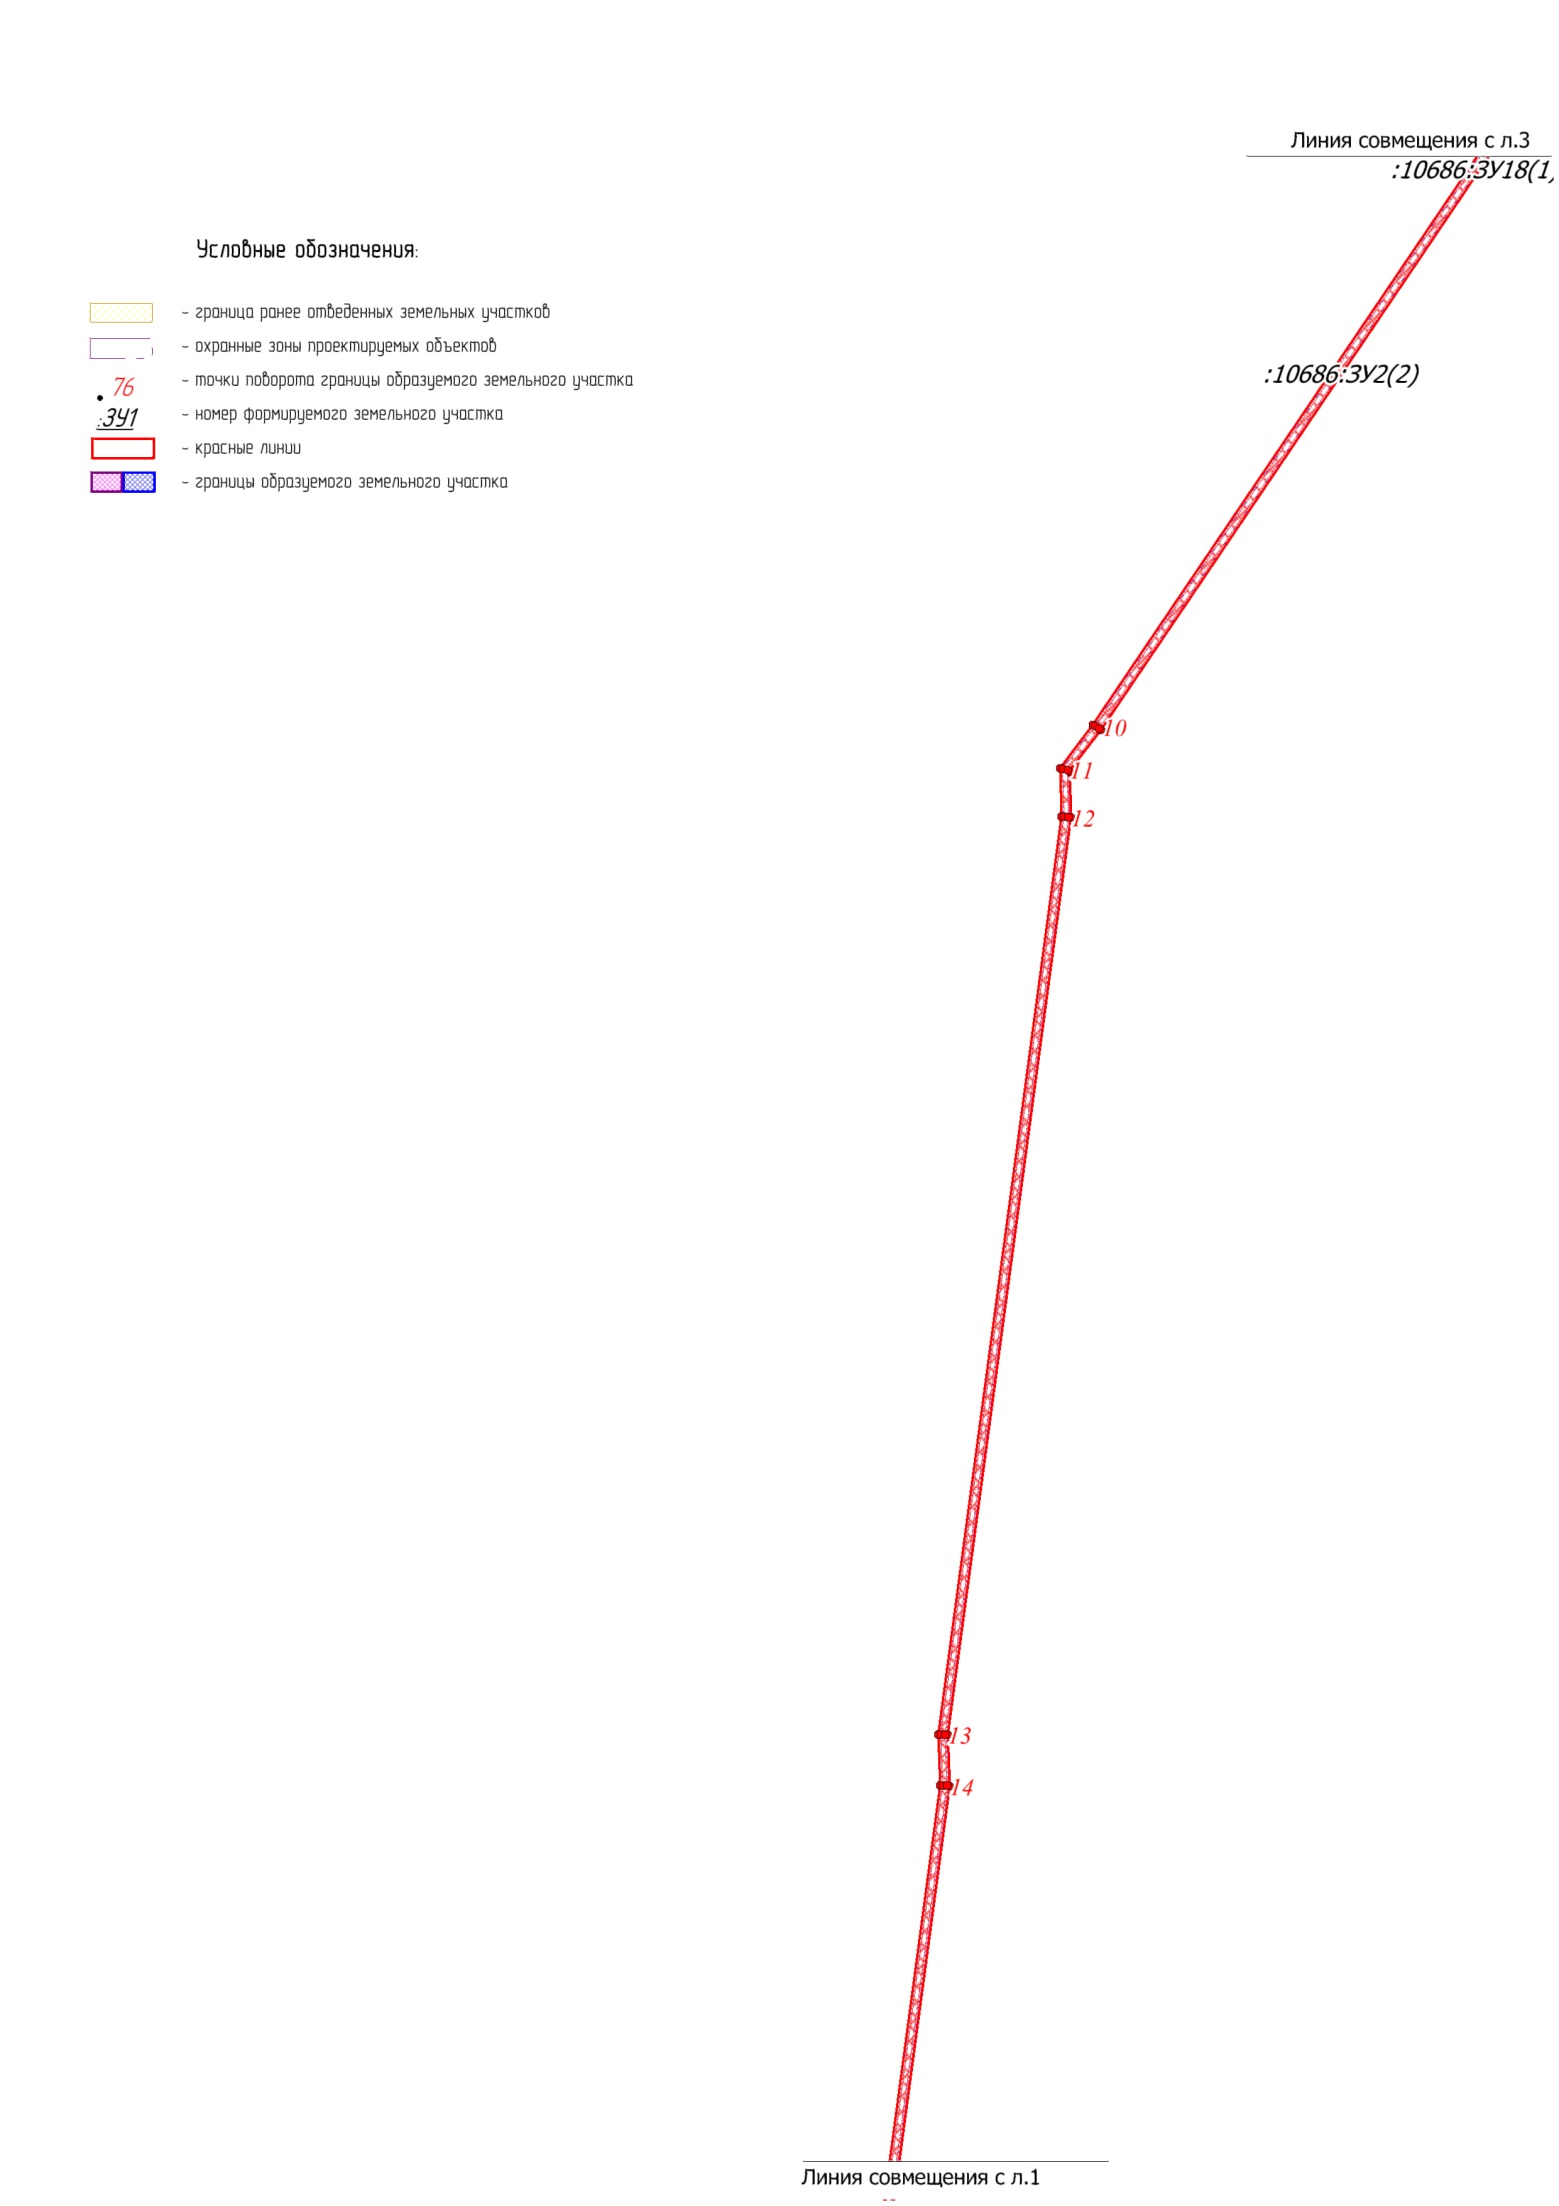 Линия совмещения с л.3
:10686:ЗУ18(1)
Условные обозначения:
- граница ранее отведенных земельных участков
- охранные зоны проектируемых объектов
76 - точки поворота границы образуемого земельного участка
:ЗУ1 - номер формируемого земельного участка
- красные линии
- границы образуемого земельного участка
:10686:ЗУ2(2)
10
11
12
13
14
Линия совмещения с л.1